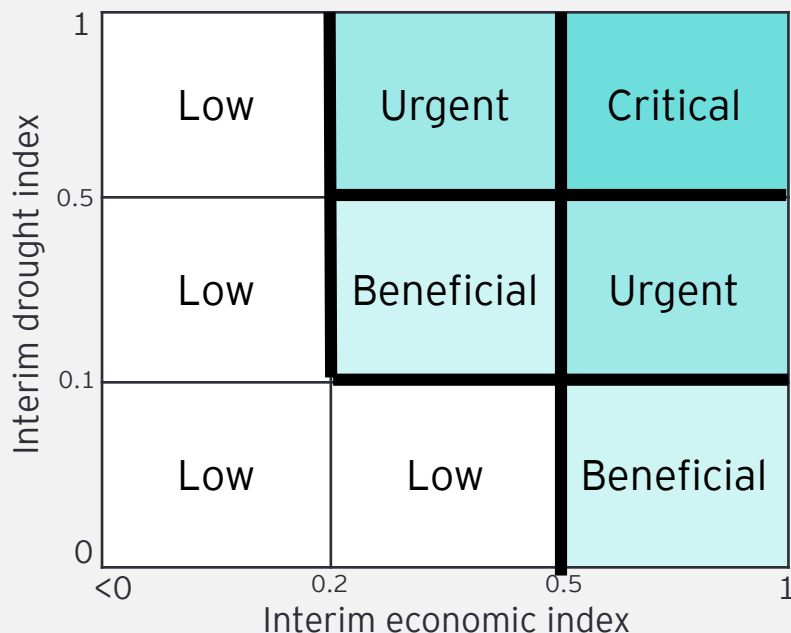 1
Low
Urgent
Critical
0.5
Low
Beneficial
Urgent
0.1
Low
Low
Beneficial
0
<0
0.2
0.5
1
Interim economic index
Interim drought index